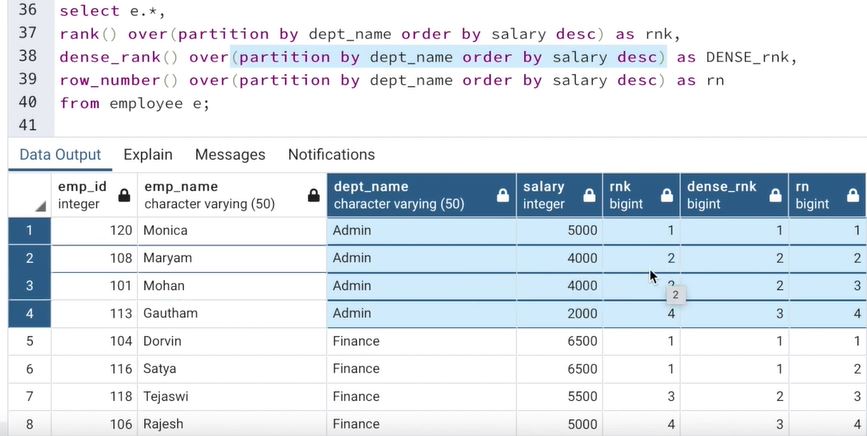 36 select e.*,
37 rank() over(partition by dept_name order by salary desc) as rnk,
38 dense_rank() over(partition by dept_name order by salary desc) as DENSE_rnk,
39 row_number() over(partition by dept_name order by salary desc) as rn
40 from employee e;
41
Data Output Explain Messages Notifications
emp_id emp_name dept_name salary rnk dense_rnk rn
integer character varying (50) character varying (50) integer bigint bigint bigint
1 120 Monica Admin 5000 1 1 1
2 108 Maryam Admin 4000 2 2 2
3 101 Mohan Admin 4000 2 2 3
2
4 113 Gautham Admin 2000 4 3 4
5 104 Dorvin Finance 6500 1 1 1
6 116 Satya Finance 6500 1 1 2
7 118 Tejaswi Finance 5500 3 2 3
8 106 Rajesh Finance 5000 4 3 4